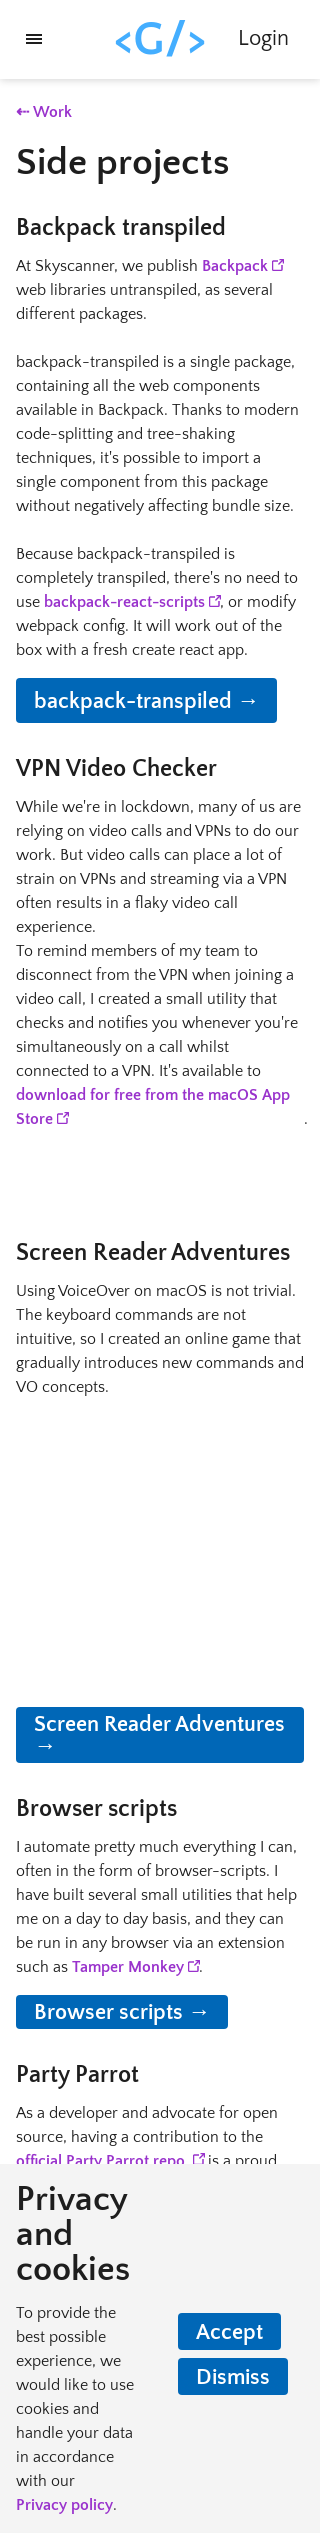 <G/>
Login
⇠ Work
Side projects
Backpack transpiled
At Skyscanner, we publish Backpack
web libraries untranspiled, as several
different packages.
backpack-transpiled is a single package,
containing all the web components
available in Backpack. Thanks to modern
code-splitting and tree-shaking
techniques, it's possible to import a
single component from this package
without negatively affecting bundle size.
Because backpack-transpiled is
completely transpiled, there's no need to
use backpack-react-scripts, or modify
webpack config. It will work out of the
box with a fresh create react app.
backpack-transpiled →
VPN Video Checker
While we're in lockdown, many of us are
relying on video calls and VPNs to do our
work. But video calls can place a lot of
strain on VPNs and streaming via a VPN
often results in a flaky video call
experience.
To remind members of my team to
disconnect from the VPN when joining a
video call, I created a small utility that
checks and notifies you whenever you're
simultaneously on a call whilst
connected to a VPN. It's available to
download for free from the macOS App
Store .
Screen Reader Adventures
Using VoiceOver on macOS is not trivial.
The keyboard commands are not
intuitive, so I created an online game that
gradually introduces new commands and
VO concepts.
Screen Reader Adventures
→
Browser scripts
I automate pretty much everything I can,
often in the form of browser-scripts. I
have built several small utilities that help
me on a day to day basis, and they can
be run in any browser via an extension
such as Tamper Monkey.
Browser scripts →
Party Parrot
As a developer and advocate for open
source, having a contribution to the
official Party Parrot repo, is a proud
Privacy
and
cookies
To provide the
best possible
experience, we
would like to use
cookies and
handle your data
in accordance
with our
Privacy policy.
Accept
Dismiss